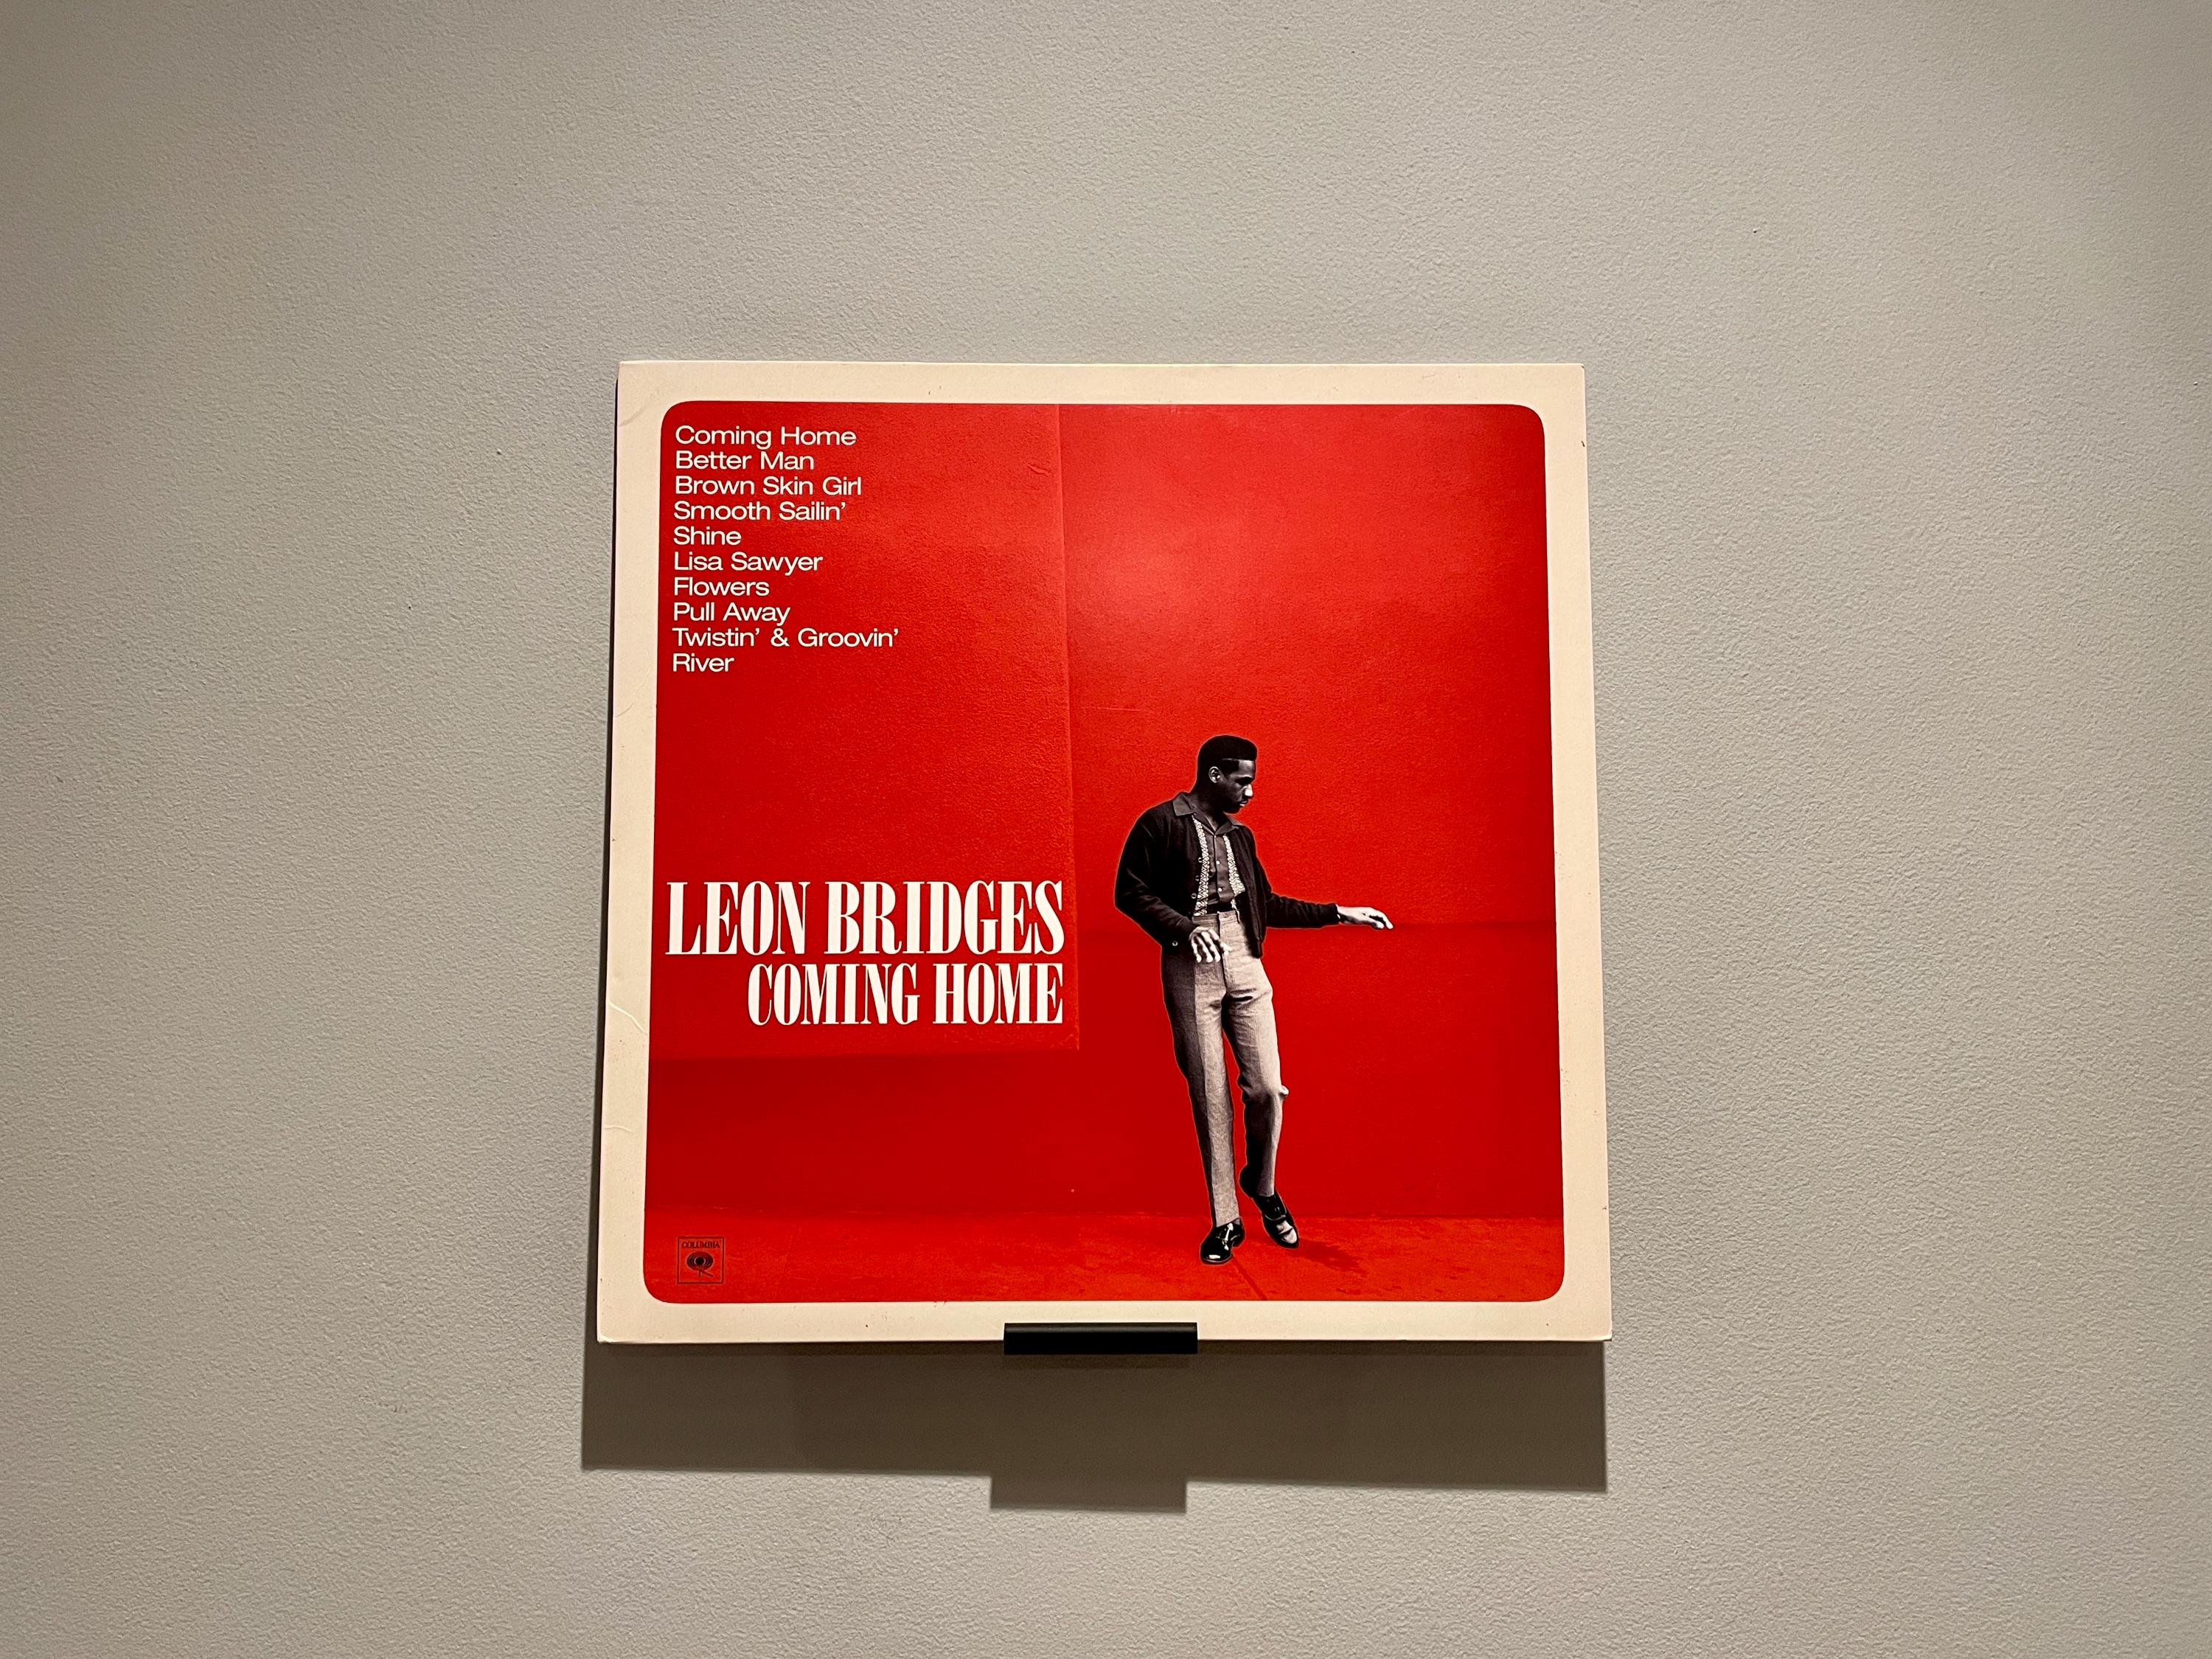 Coming Home
Better Man
Brown Skin Girl
Smooth Sailin’
Shine
Lisa Sawyer
Flowers
Pull Away
Twistin’ & Groovin’
River
LEON BRIDGES
COMING HOME
COLUMBIA